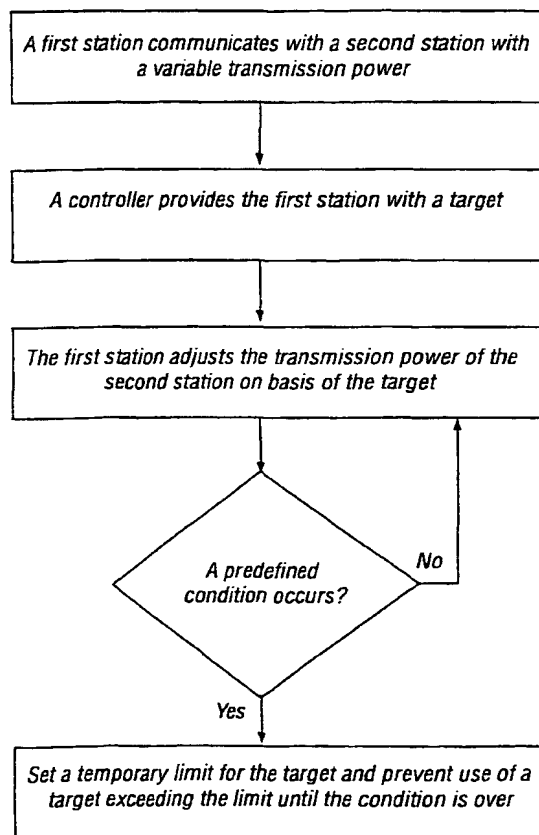 A first station communicates with a second station with
a variable transmission power
A controller provides the first station with a target
The first station adjusts the transmission power of the
second station on basis of the target
A predefined
condition occurs?
No
Yes
Set a temporary limit for the target and prevent use of a
target exceeding the limit until the condition is over